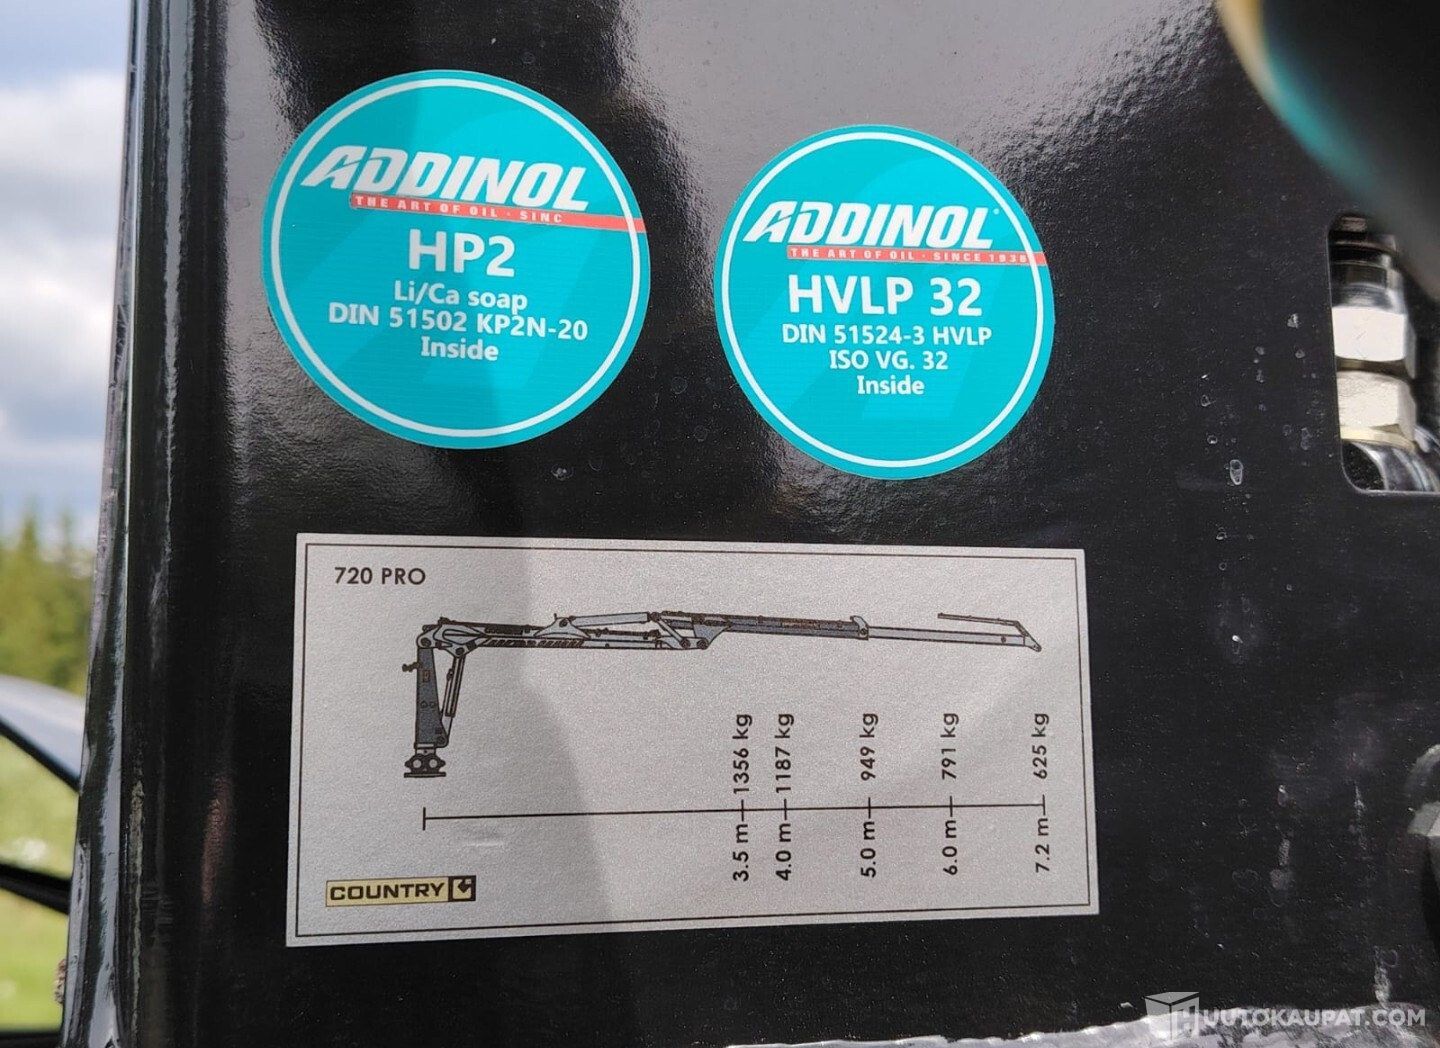 ADDINOL
THE ART OF OIL · SINC
HP2
Li/Ca soap
DIN 51502 KP2N-20
Inside
ADDINOL
THE ART OF OIL · SINCE 1936
HVLP 32
DIN 51524-3 HVLP
ISO VG. 32
Inside
720 PRO
3.5 m 1356 kg
4.0 m 1187 kg
5.0 m 949 kg
6.0 m 791 kg
7.2 m 625 kg
COUNTRY
HUUTOKAUPAT.COM